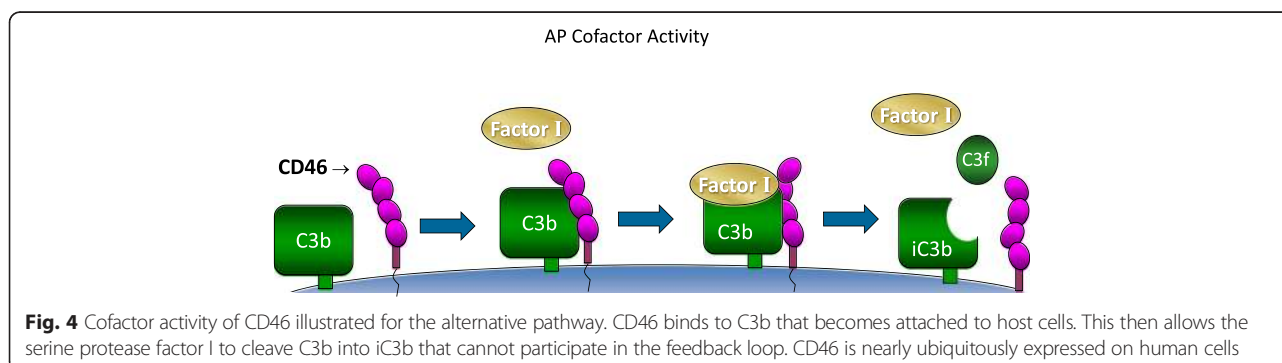 AP Cofactor Activity
Factor I
Factor I
C3f
CD46 →
Factor I
C3b
C3b
C3b
iC3b
Fig. 4 Cofactor activity of CD46 illustrated for the alternative pathway. CD46 binds to C3b that becomes attached to host cells. This then allows the
serine protease factor I to cleave C3b into iC3b that cannot participate in the feedback loop. CD46 is nearly ubiquitously expressed on human cells